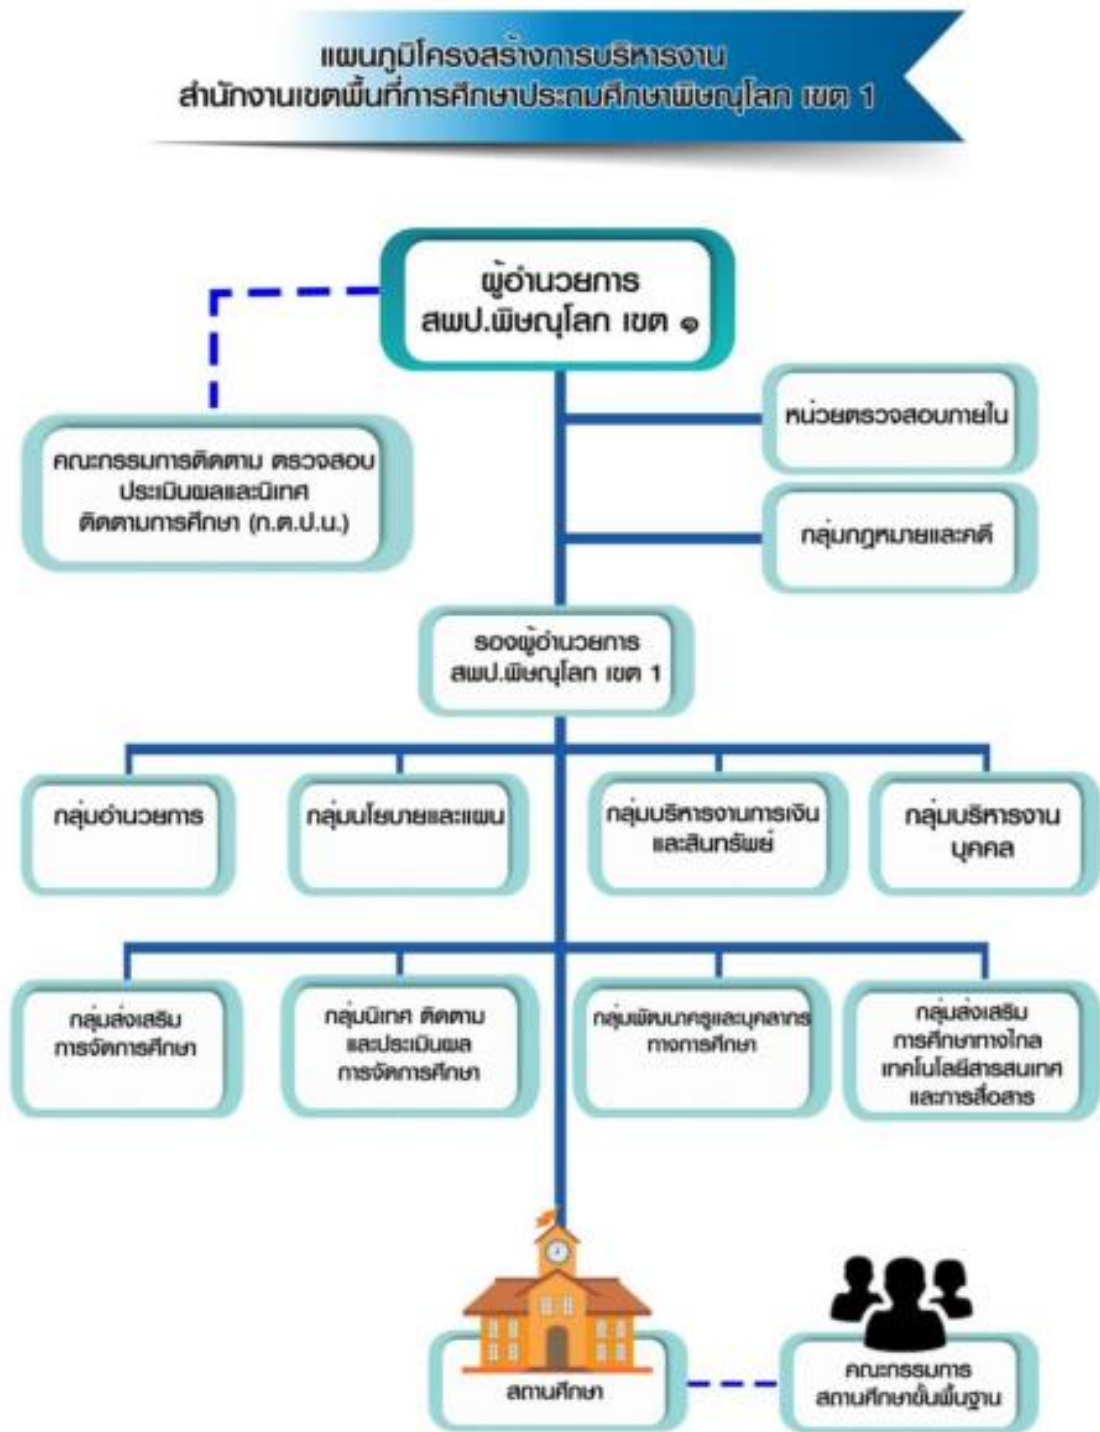 แผนภูมิโครงสร้างการบริหารงาน
สำนักงานเขตพื้นที่การศึกษาประถมศึกษาพิษณุโลก เขต 1
ผู้อำนวยการ
สพป.พิษณุโลก เขต ๑
หน่วยตรวจสอบภายใน
คณะกรรมการติดตาม ตรวจสอบ
ประเมินผลและนิเทศ
ติดตามการศึกษา (ก.ต.ป.น.)
กลุ่มกฎหมายและคดี
รองผู้อำนวยการ
สพป.พิษณุโลก เขต 1
กลุ่มอำนวยการ
กลุ่มนโยบายและแผน
กลุ่มบริหารงานการเงิน
และสินทรัพย์
กลุ่มบริหารงาน
บุคคล
กลุ่มส่งเสริม
การจัดการศึกษา
กลุ่มนิเทศ ติดตาม
และประเมินผล
การจัดการศึกษา
กลุ่มพัฒนาครูและบุคลากร
ทางการศึกษา
กลุ่มส่งเสริม
การศึกษาทางไกล
เทคโนโลยีสารสนเทศ
และการสื่อสาร
สถานศึกษา
คณะกรรมการ
สถานศึกษาขั้นพื้นฐาน